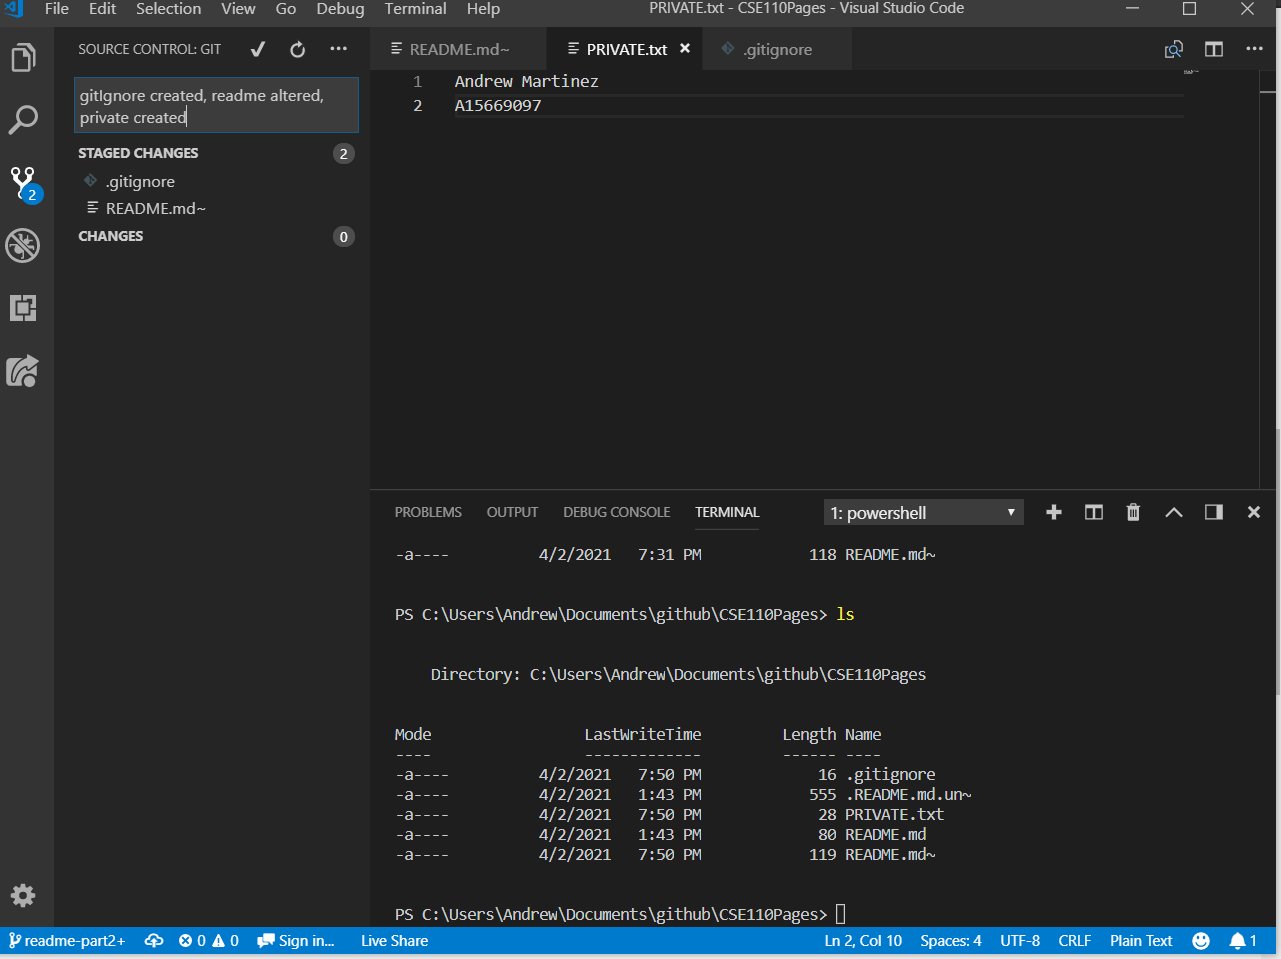 File Edit Selection View Go Debug Terminal Help PRIVATE.txt - CSE110Pages - Visual Studio Code
SOURCE CONTROL: GIT
README.md~ PRIVATE.txt .gitignore
gitIgnore created, readme altered,
private created
STAGED CHANGES 2
.gitignore
README.md~
CHANGES 0
2
1 Andrew Martinez
2 A15669097
PROBLEMS OUTPUT DEBUG CONSOLE TERMINAL 1: powershell
-a---- 4/2/2021 7:31 PM 118 README.md~
PS C:\Users\Andrew\Documents\github\CSE110Pages> ls
Directory: C:\Users\Andrew\Documents\github\CSE110Pages
Mode LastWriteTime Length Name
---- ------------- ------ ----
-a---- 4/2/2021 7:50 PM 16 .gitignore
-a---- 4/2/2021 1:43 PM 555 .README.md.un~
-a---- 4/2/2021 7:50 PM 28 PRIVATE.txt
-a---- 4/2/2021 1:43 PM 80 README.md
-a---- 4/2/2021 7:50 PM 119 README.md~
PS C:\Users\Andrew\Documents\github\CSE110Pages>
readme-part2+ 0 0 Sign in... Live Share Ln 2, Col 10 Spaces: 4 UTF-8 CRLF Plain Text 1